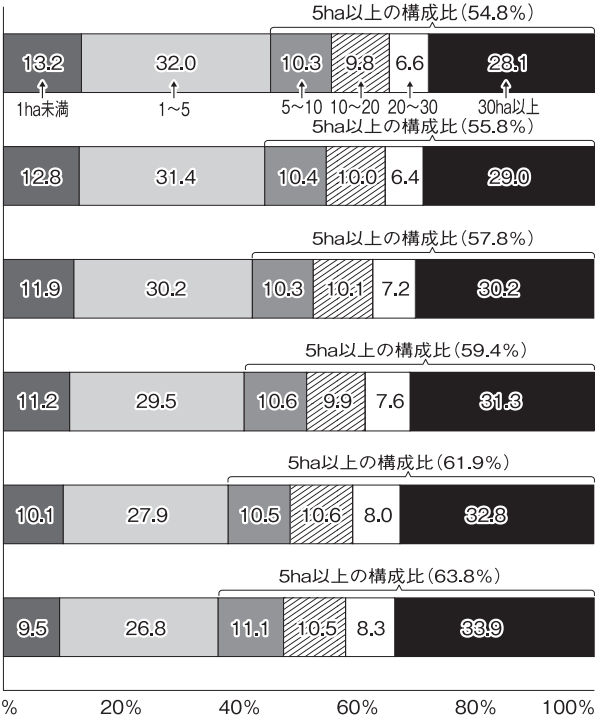 5ha以上の構成比(54.8%)
13.2 32.0 10.3 9.8 6.6 28.1
1ha未満 1～5 5～10 10～20 20～30 30ha以上
5ha以上の構成比(55.8%)
12.8 31.4 10.4 10.0 6.4 29.0
5ha以上の構成比(57.8%)
11.9 30.2 10.3 10.1 7.2 30.2
5ha以上の構成比(59.4%)
11.2 29.5 10.6 9.9 7.6 31.3
5ha以上の構成比(61.9%)
10.1 27.9 10.5 10.6 8.0 32.8
5ha以上の構成比(63.8%)
9.5 26.8 11.1 10.5 8.3 33.9
% 20% 40% 60% 80% 100%